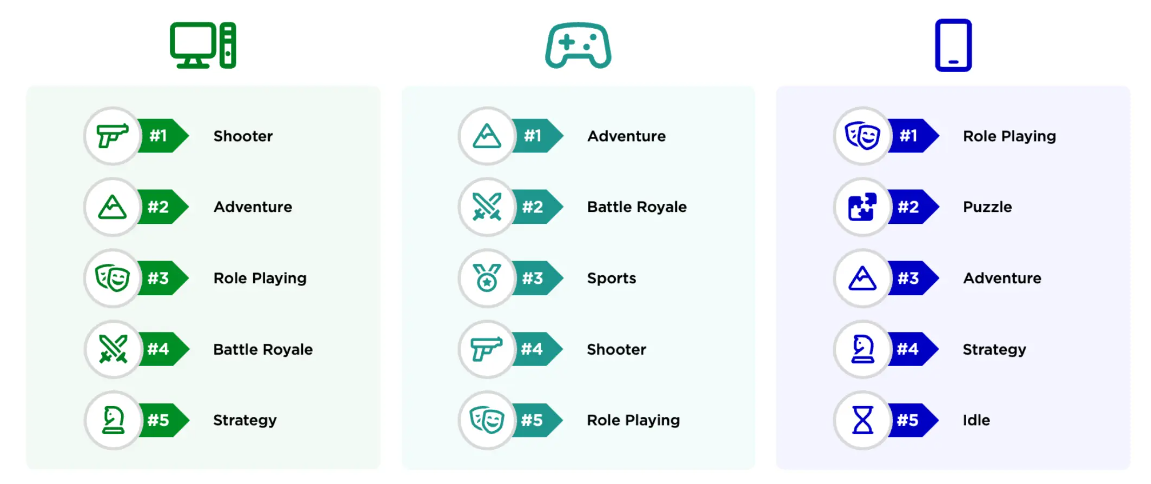 #1 Shooter
#2 Adventure
#3 Role Playing
#4 Battle Royale
#5 Strategy
#1 Adventure
#2 Battle Royale
#3 Sports
#4 Shooter
#5 Role Playing
#1 Role Playing
#2 Puzzle
#3 Adventure
#4 Strategy
#5 Idle